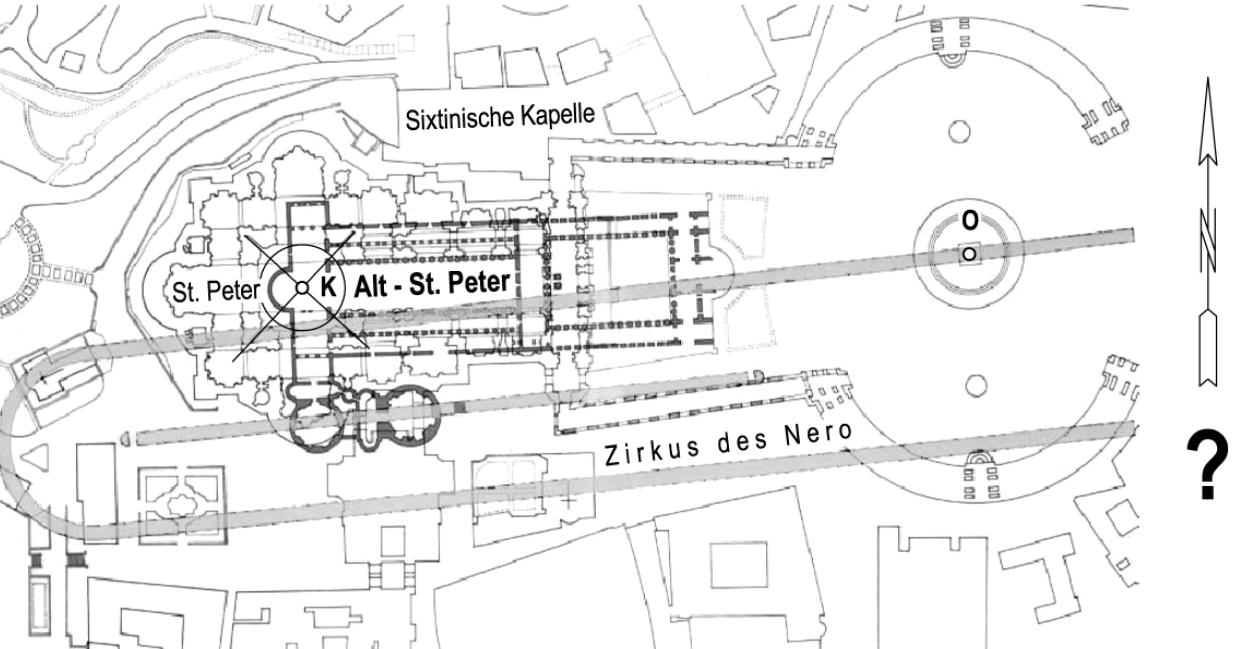 Sixtinische Kapelle
O
St. Peter K Alt - St. Peter
Zirkus des Nero
N
?